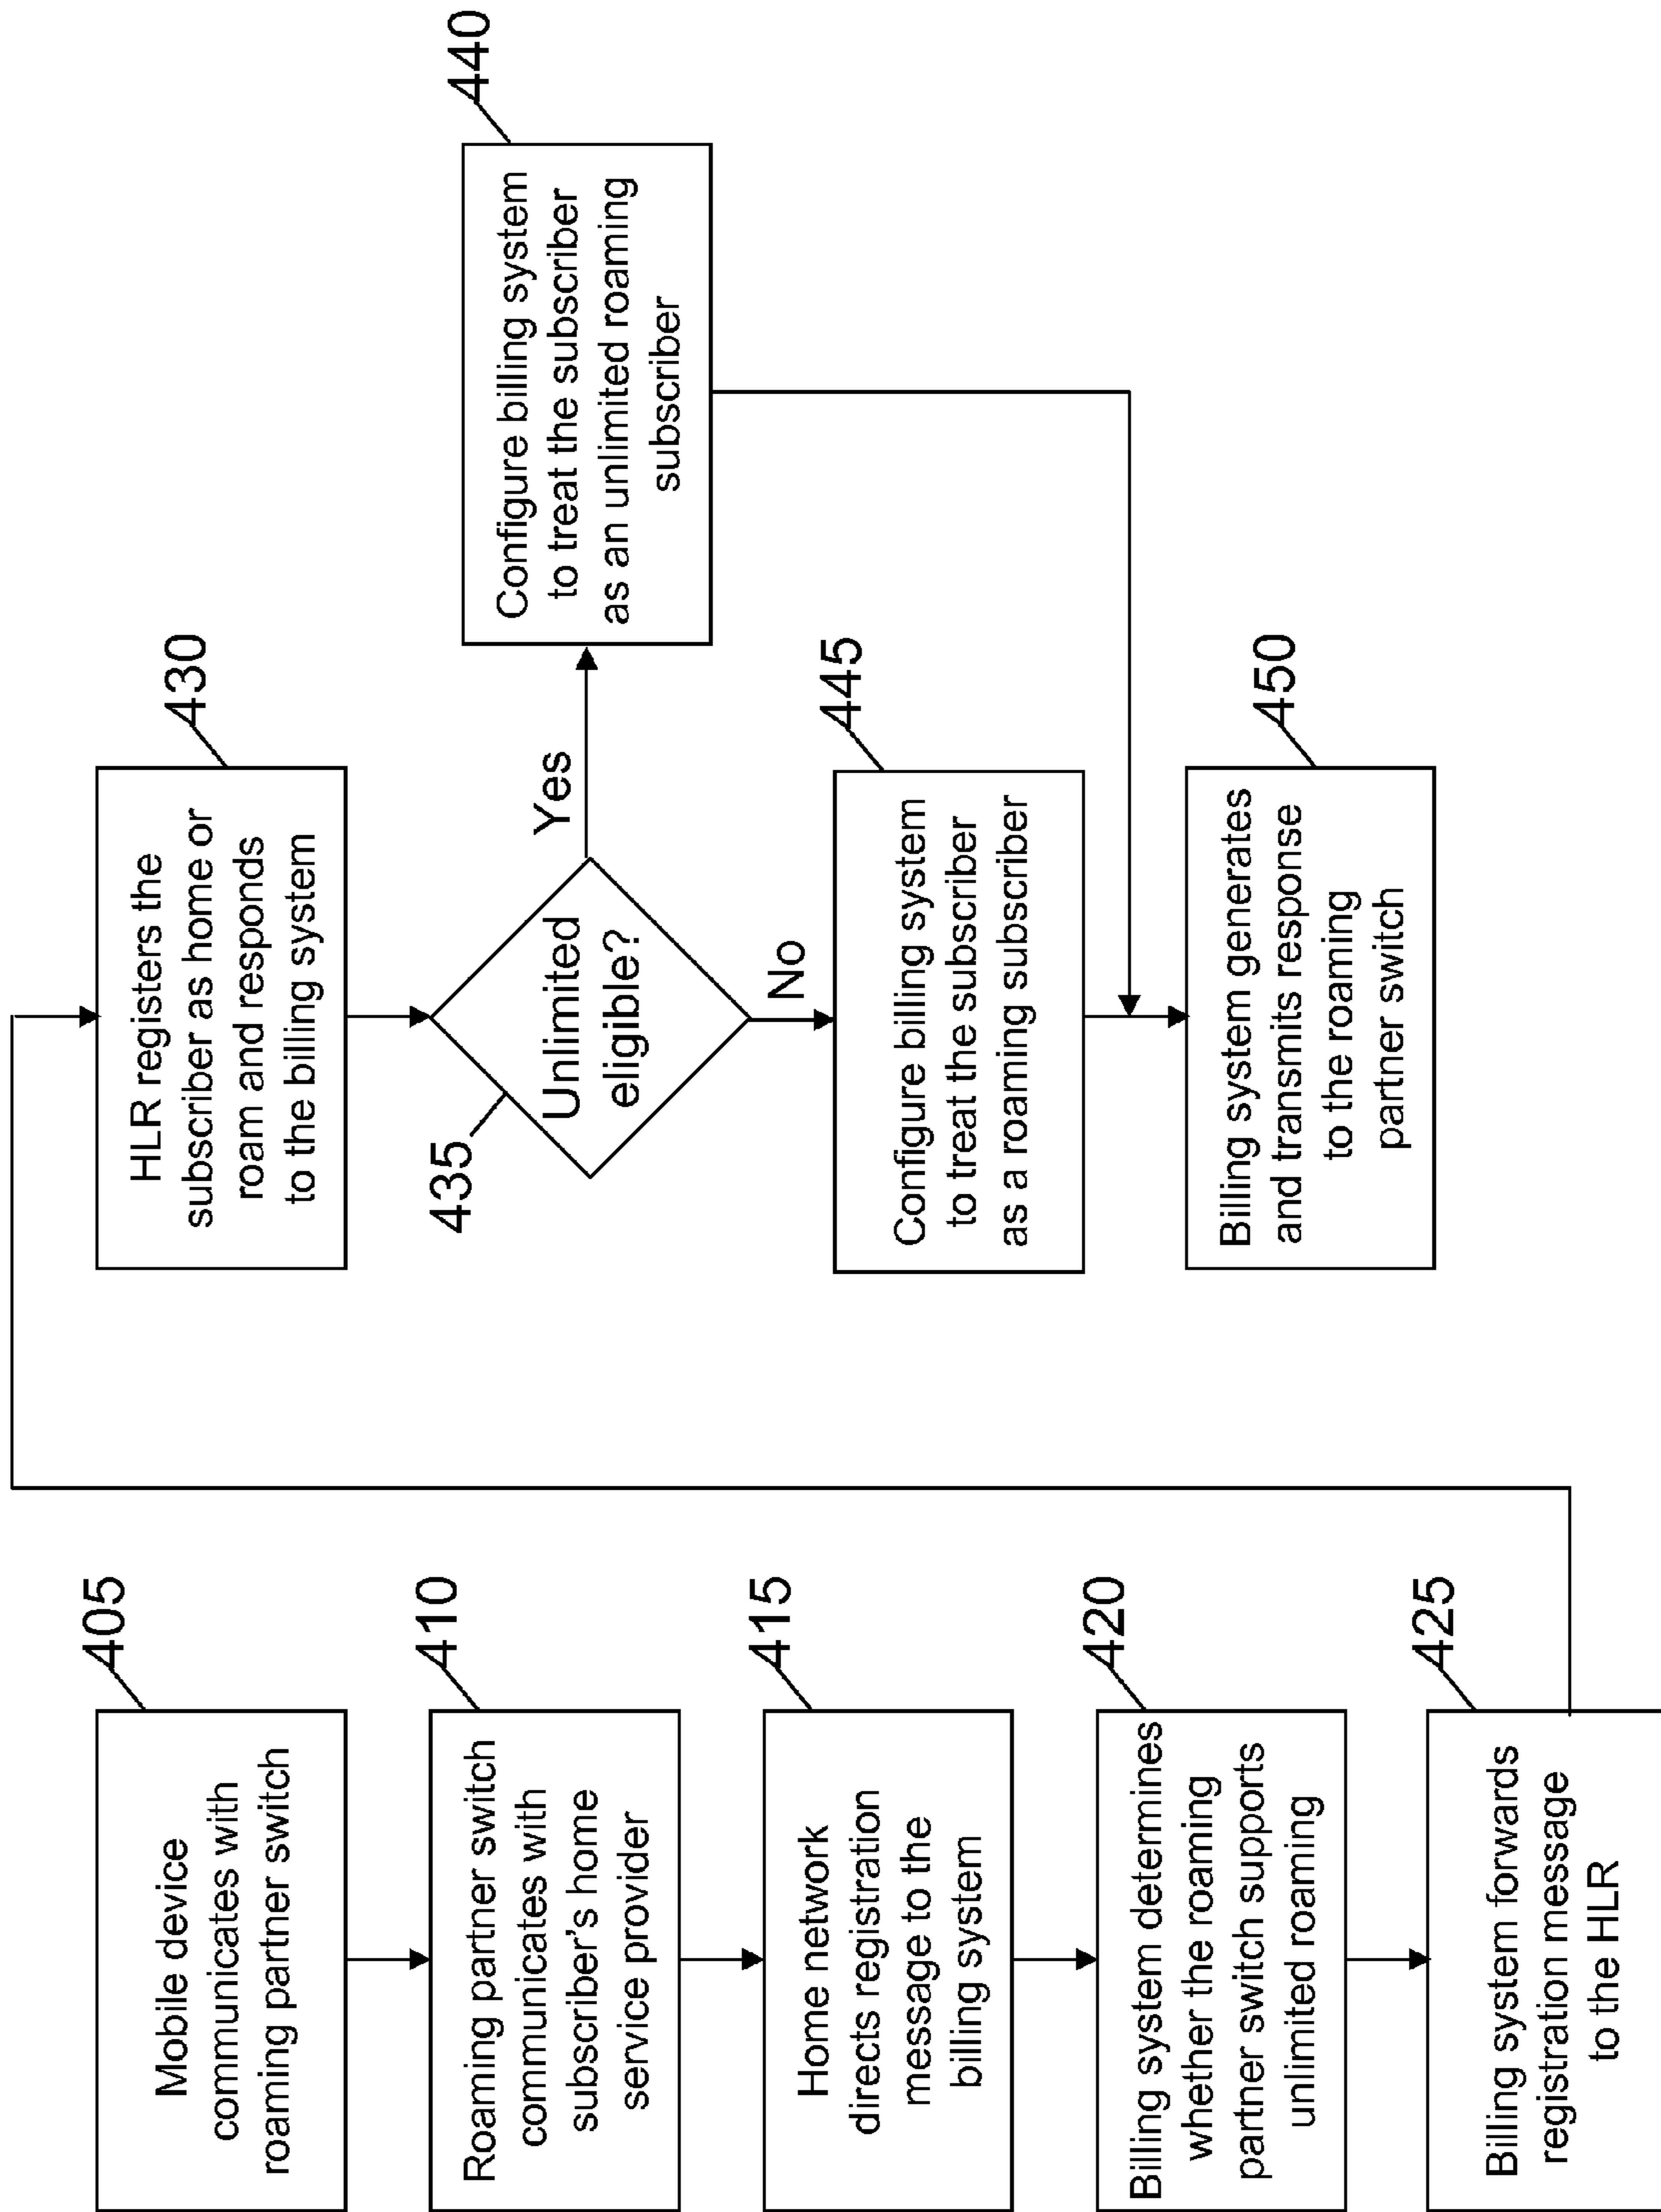 405
Mobile device
communicates with
roaming partner switch
410
Roaming partner switch
communicates with
subscriber's home
service provider
415
Home network
directs registration
message to the
billing system
420
Billing system determines
whether the roaming
partner switch supports
unlimited roaming
425
Billing system forwards
registration message
to the HLR
430
HLR registers the
subscriber as home or
roam and responds
to the billing system
435
Unlimited
eligible?
Yes
No
440
Configure billing system
to treat the subscriber
as an unlimited roaming
subscriber
445
Configure billing system
to treat the subscriber
as a roaming subscriber
450
Billing system generates
and transmits response
to the roaming
partner switch